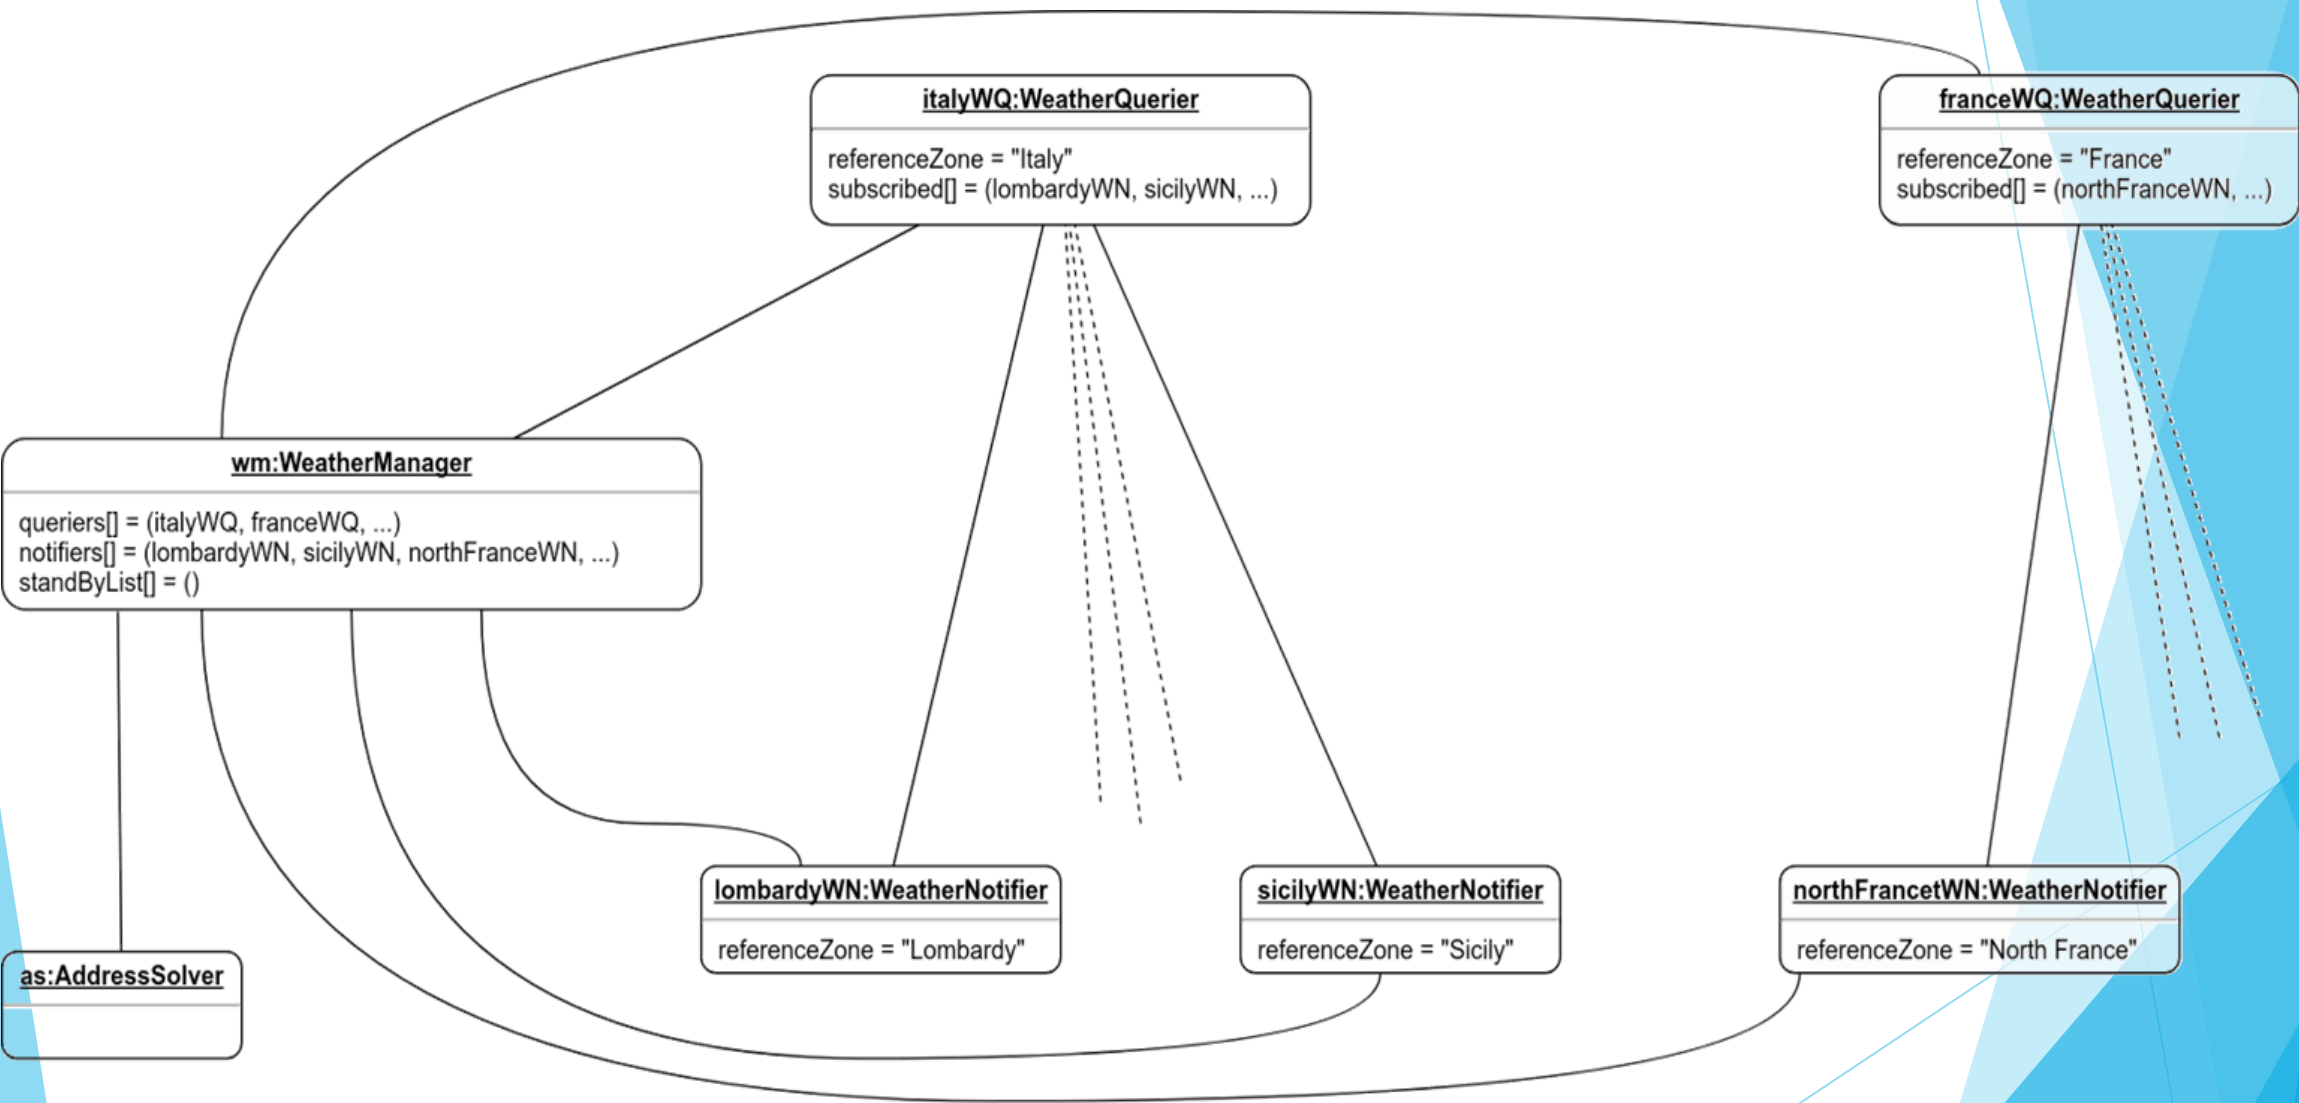 italyWQ:WeatherQuerier
referenceZone = "Italy"
subscribed[] = (lombardyWN, sicilyWN, ...)
franceWQ:WeatherQuerier
referenceZone = "France"
subscribed[] = (northFranceWN, ...)
wm:WeatherManager
queriers[] = (italyWQ, franceWQ, ...)
notifiers[] = (lombardyWN, sicilyWN, northFranceWN, ...)
standByList[] = ()
lombardyWN:WeatherNotifier
referenceZone = "Lombardy"
sicilyWN:WeatherNotifier
referenceZone = "Sicily"
northFrancetWN:WeatherNotifier
referenceZone = "North France"
as:AddressSolver